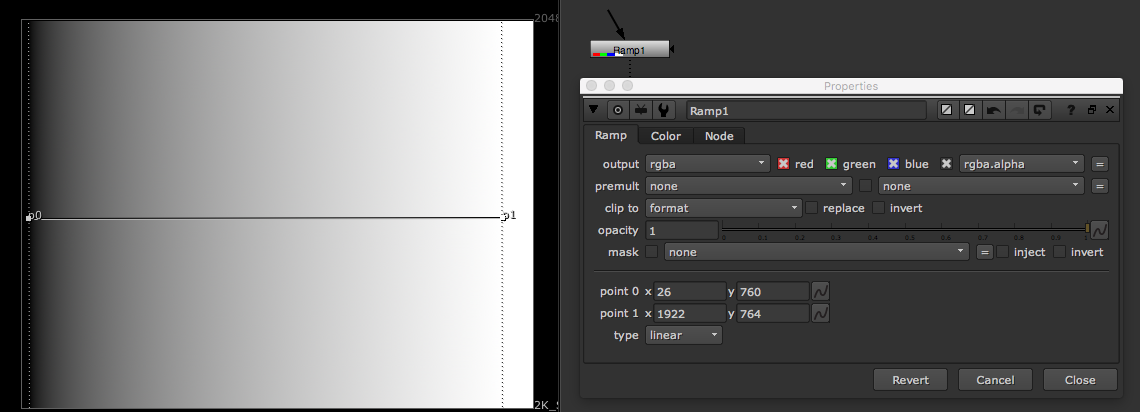 2048
Ramp1
Properties
Ramp1
?
Ramp Color Node
output rgba red green blue rgba.alpha =
premult none none =
clip to format replace invert
opacity 1
0 0.1 0.2 0.3 0.4 0.5 0.6 0.7 0.8 0.9 1
mask none = inject invert
p0 p1
point 0 x 26 y 760
point 1 x 1922 y 764
type linear
Revert Cancel Close
2K_